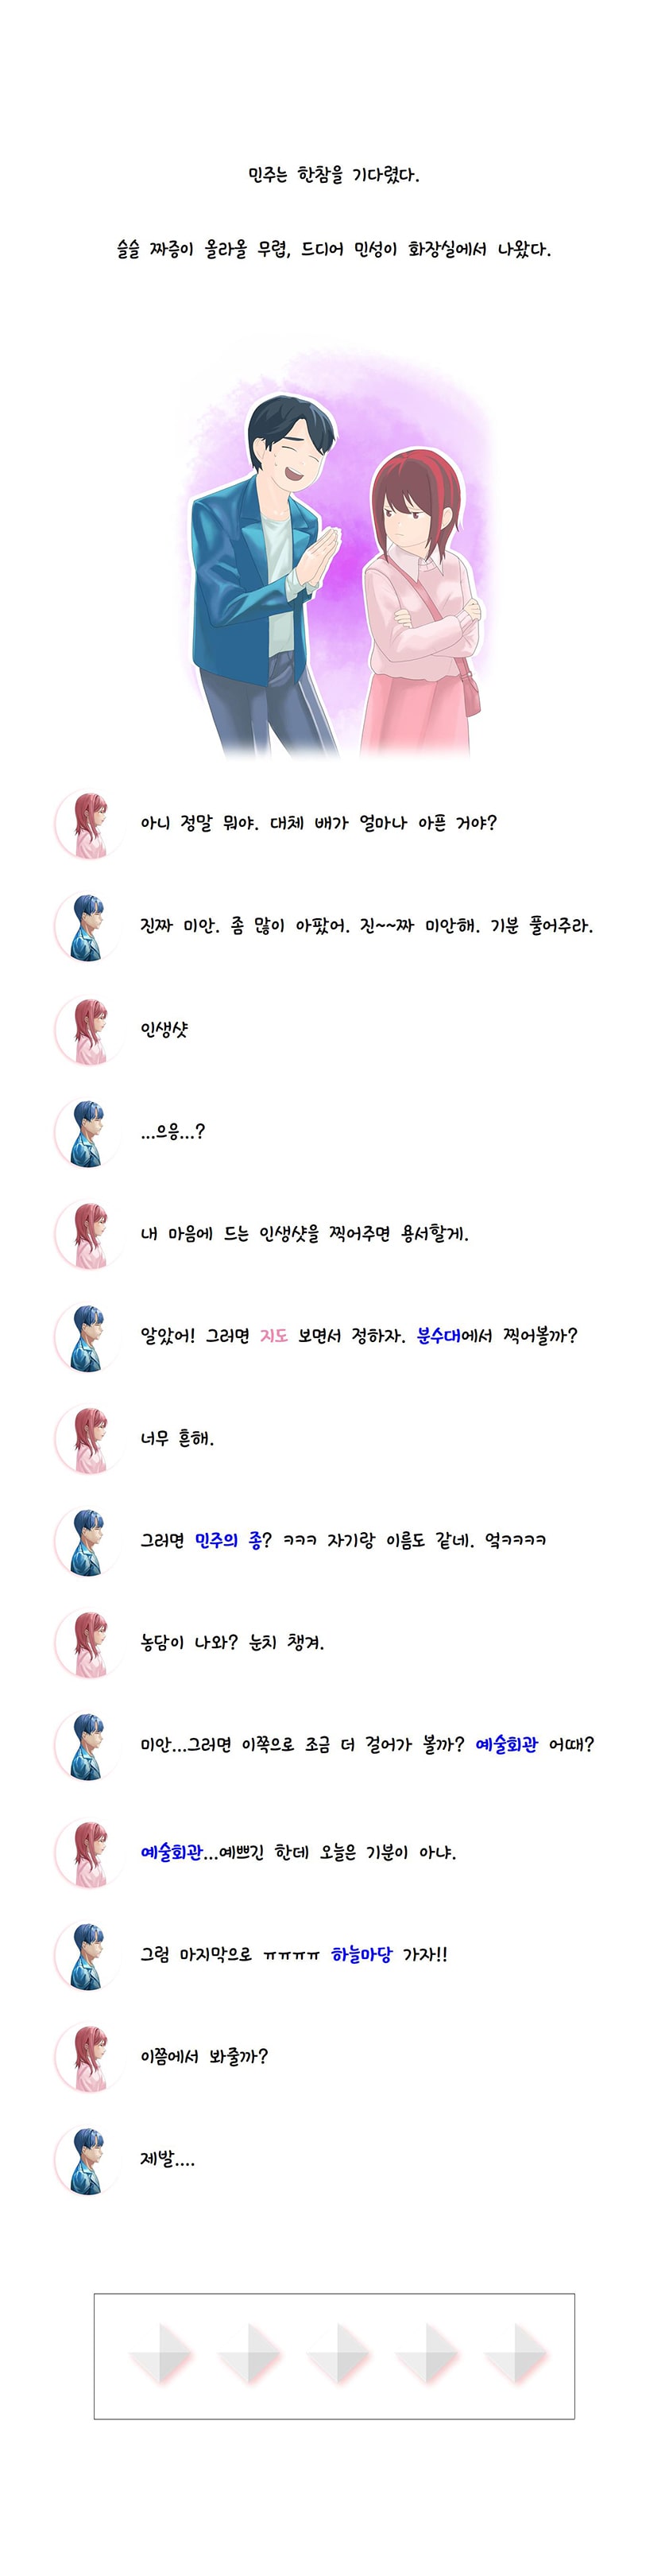 민주는 한참을 기다렸다.
슬슬 짜증이 올라올 무렵, 드디어 민성이 화장실에서 나왔다.
아니 정말 뭐야. 대체 배가 얼마나 아픈 거야?
진짜 미안. 좀 많이 아팠어. 진~~짜 미안해. 기분 풀어주라.
인생샷
...으응...?
내 마음에 드는 인생샷을 찍어주면 용서할게.
알았어! 그러면 지도 보면서 정하자. 분수대에서 찍어볼까?
너무 흔해.
그러면 민주의 종? ㅋㅋㅋ 자기랑 이름도 같네. 엌ㅋㅋㅋㅋ
농담이 나와? 눈치 챙겨.
미안...그러면 이쪽으로 조금 더 걸어가 볼까? 예술회관 어때?
예술회관...예쁘긴 한데 오늘은 기분이 아냐.
그럼 마지막으로 ㅠㅠㅠㅠ 하늘마당 가자!!
이쯤에서 봐줄까?
제발....